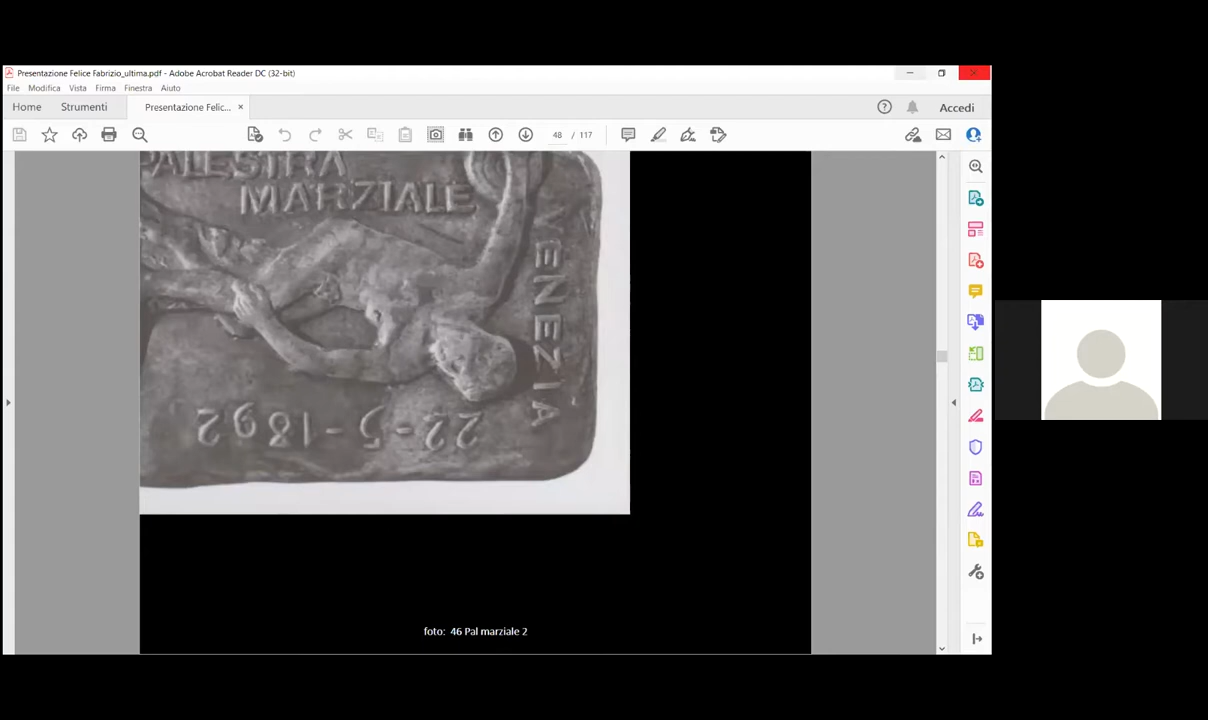 Presentazione Felice Fabrizio_ultima.pdf - Adobe Acrobat Reader DC (32-bit)
File Modifica Vista Firma Finestra Aiuto
Home Strumenti Presentazione Felic... × Accedi
48 / 117
PALESTRA
MARZIALE
VENEZIA
22-5-1892
foto: 46 Pal marziale 2